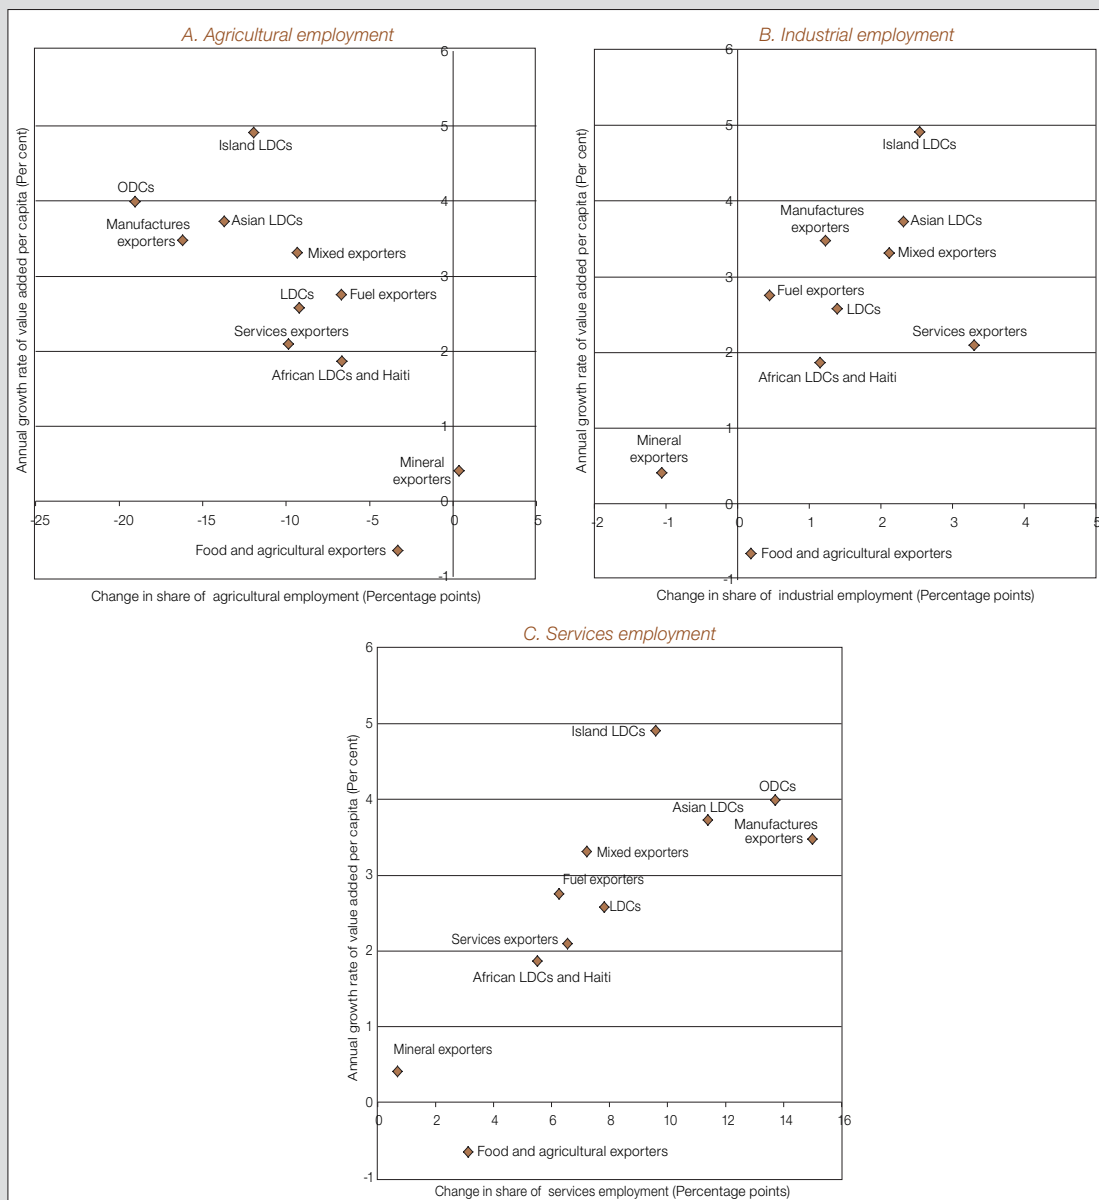 A. Agricultural employment
Annual growth rate of value added per capita (Per cent)
6
5
4
3
2
1
0
-1
-25
-20
-15
-10
-5
0
5
Island LDCs
ODCs
Manufactures
exporters
Asian LDCs
Mixed exporters
LDCs
Fuel exporters
Services exporters
African LDCs and Haiti
Mineral
exporters
Food and agricultural exporters
Change in share of agricultural employment (Percentage points)
B. Industrial employment
Annual growth rate of value added per capita (Per cent)
6
5
4
3
2
1
0
-1
-2
-1
0
1
2
3
4
5
Island LDCs
Manufactures
exporters
Asian LDCs
Mixed exporters
Fuel exporters
LDCs
Services exporters
African LDCs and Haiti
Mineral
exporters
Food and agricultural exporters
Change in share of industrial employment (Percentage points)
C. Services employment
Annual growth rate of value added per capita (Per cent)
6
5
4
3
2
1
0
-1
0
2
4
6
8
10
12
14
16
Island LDCs
ODCs
Asian LDCs
Manufactures
exporters
Mixed exporters
Fuel exporters
LDCs
Services exporters
African LDCs and Haiti
Mineral exporters
Food and agricultural exporters
Change in share of services employment (Percentage points)